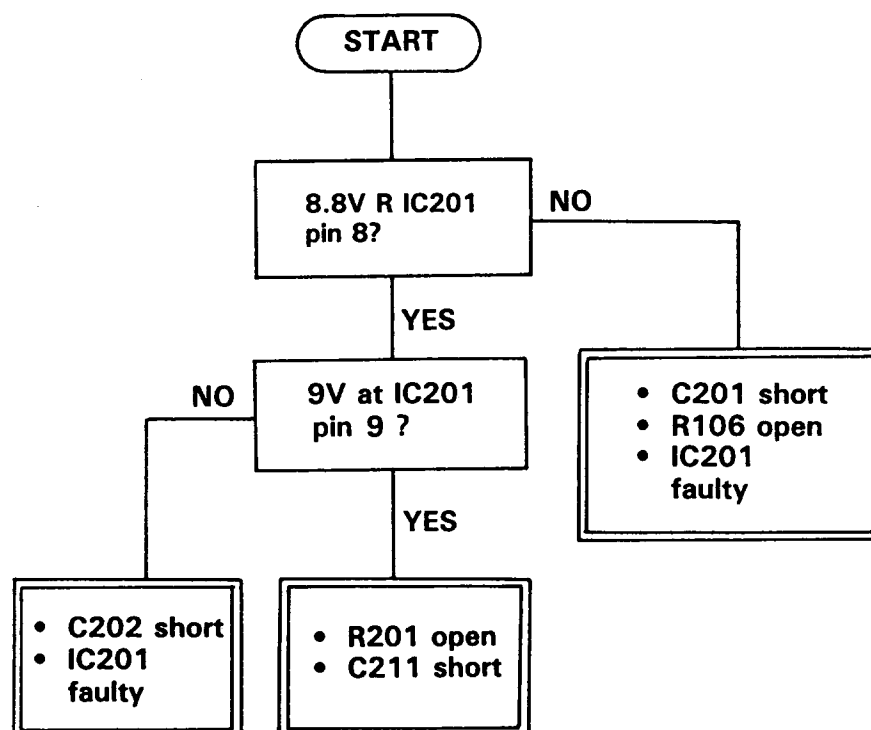 START
8.8V R IC201
pin 8?
NO
YES
9V at IC201
pin 9 ?
NO
YES
• C201 short
• R106 open
• IC201
faulty
• C202 short
• IC201
faulty
• R201 open
• C211 short